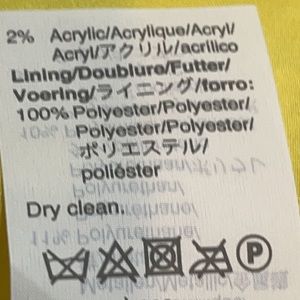 2% Acrylic/Acrylique/Acryl/
Acryl/アクリル/acrílico
Lining/Doublure/Futter/
Voering/ライニング/forro:
100% Polyester/Polyester/
Polyester/Polyester/
ポリエステル/
poliéster
Dry clean.
P